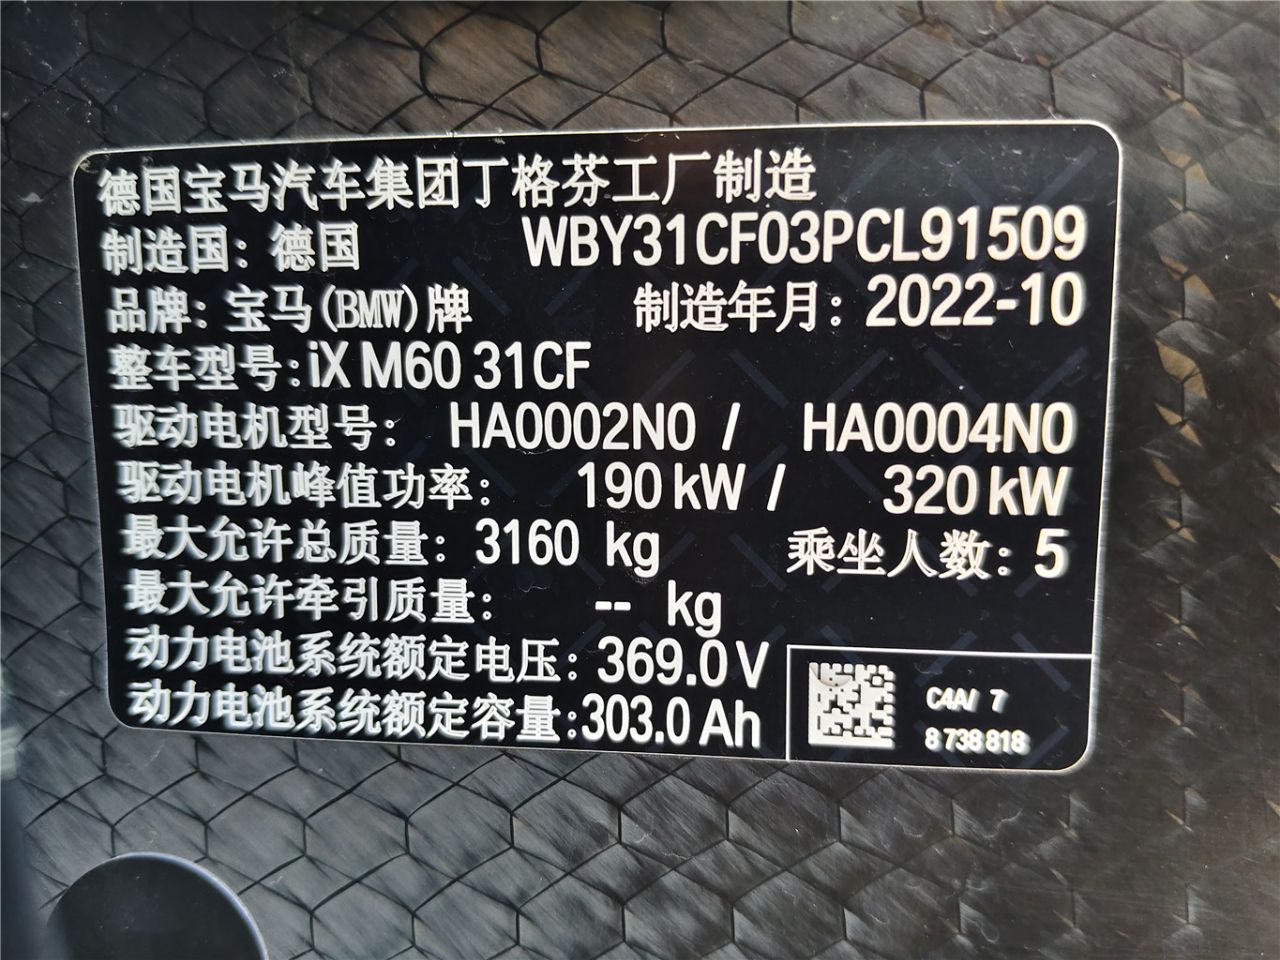 德国宝马汽车集团丁格芬工厂制造
制造国：德国 WBY31CF03PCL91509
品牌：宝马(BMW)牌 制造年月：2022-10
整车型号：iX M60 31CF
驱动电机型号： HA0002N0 / HA0004N0
驱动电机峰值功率： 190 kW / 320 kW
最大允许总质量：3160 kg 乘坐人数：5
最大允许牵引质量： -- kg
动力电池系统额定电压：369.0 V
动力电池系统额定容量：303.0 Ah
C4A/ 7
8 738 818